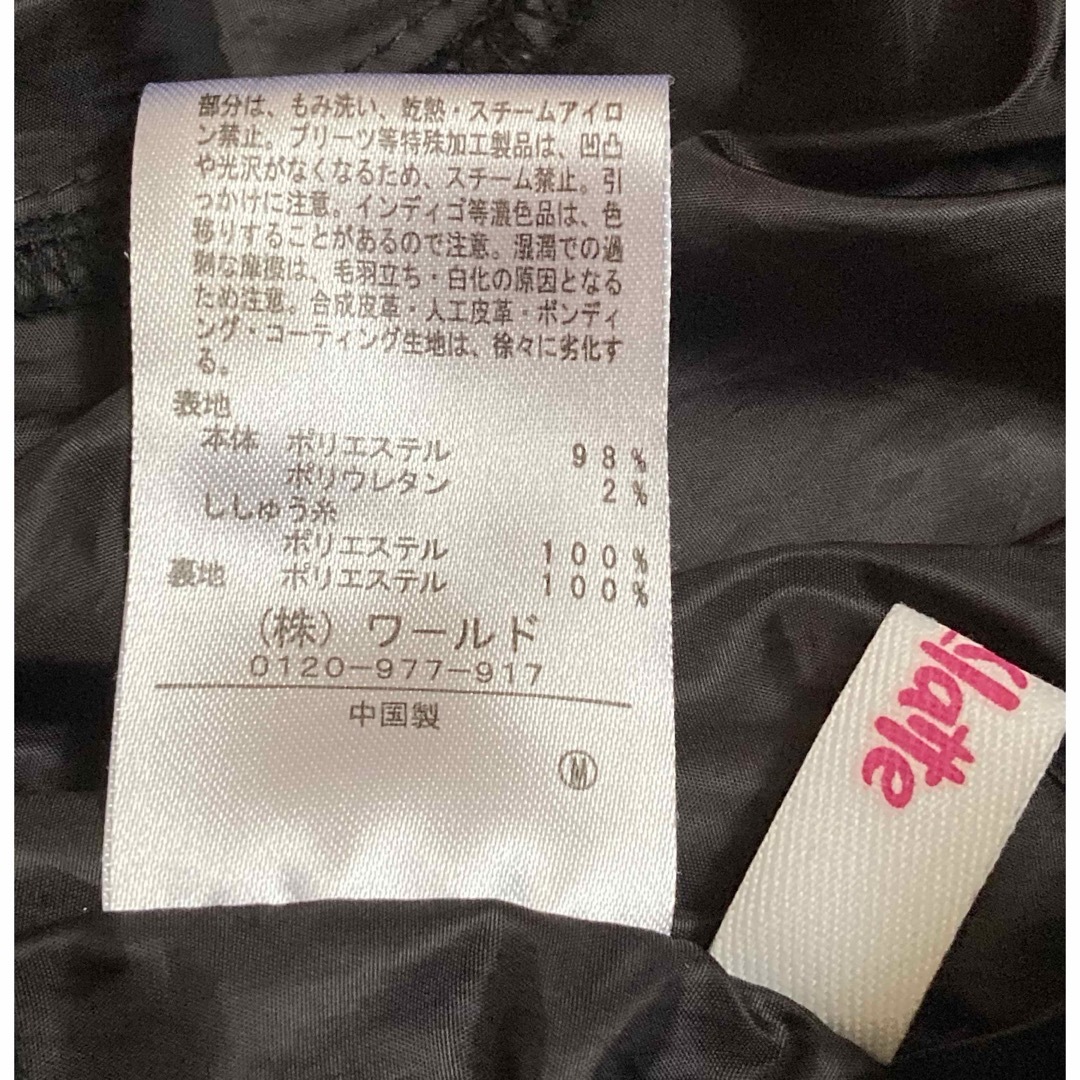 部分は、もみ洗い、乾熱・スチームアイロ
ン禁止。プリーツ等特殊加工製品は、凹凸
や光沢がなくなるため、スチーム禁止。引
っかけに注意。インディゴ等濃色品は、色
移りすることがあるので注意。湿潤での過
剰な摩擦は、毛羽立ち・白化の原因となる
ため注意。合成皮革・人工皮革・ボンディ
ング・コーティング生地は、徐々に劣化す
る。
表地
本体 ポリエステル 98%
ポリウレタン 2%
ししゅう糸
ポリエステル 100%
裏地 ポリエステル 100%
(株) ワールド
0120-977-917
中国製
M
latte